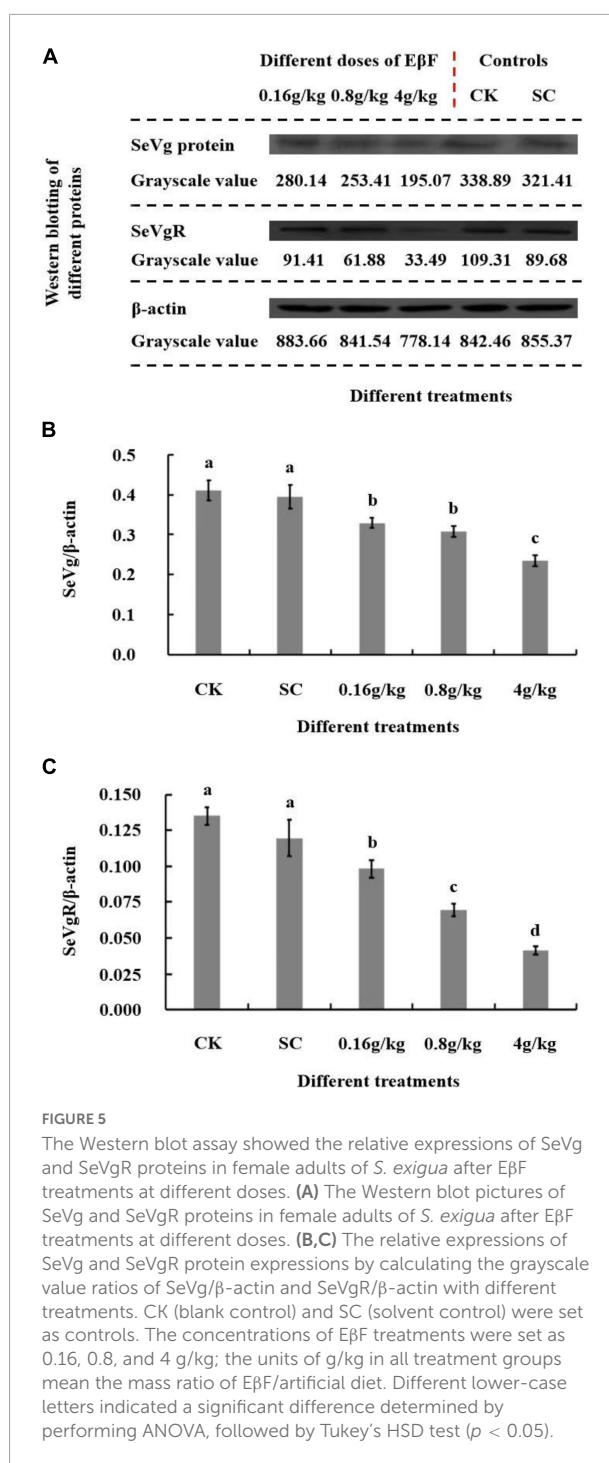 A
Different doses of EβF Controls
0.16g/kg 0.8g/kg 4g/kg CK SC
Western blotting of
different proteins
SeVg protein
Grayscale value 280.14 253.41 195.07 338.89 321.41
SeVgR
Grayscale value 91.41 61.88 33.49 109.31 89.68
β-actin
Grayscale value 883.66 841.54 778.14 842.46 855.37
Different treatments
B
SeVg/β-actin
0.5
0.4
0.3
0.2
0.1
0.0
a a b b c
CK SC 0.16g/kg 0.8g/kg 4g/kg
Different treatments
C
SeVgR/β-actin
0.150
0.125
0.100
0.075
0.050
0.025
0.000
a a b c d
CK SC 0.16g/kg 0.8g/kg 4g/kg
Different treatments
FIGURE 5
The Western blot assay showed the relative expressions of SeVg
and SeVgR proteins in female adults of S. exigua after EβF
treatments at different doses. (A) The Western blot pictures of
SeVg and SeVgR proteins in female adults of S. exigua after EβF
treatments at different doses. (B,C) The relative expressions of
SeVg and SeVgR protein expressions by calculating the grayscale
value ratios of SeVg/β-actin and SeVgR/β-actin with different
treatments. CK (blank control) and SC (solvent control) were set
as controls. The concentrations of EβF treatments were set as
0.16, 0.8, and 4 g/kg; the units of g/kg in all treatment groups
mean the mass ratio of EβF/artificial diet. Different lower-case
letters indicated a significant difference determined by
performing ANOVA, followed by Tukey's HSD test (p < 0.05).